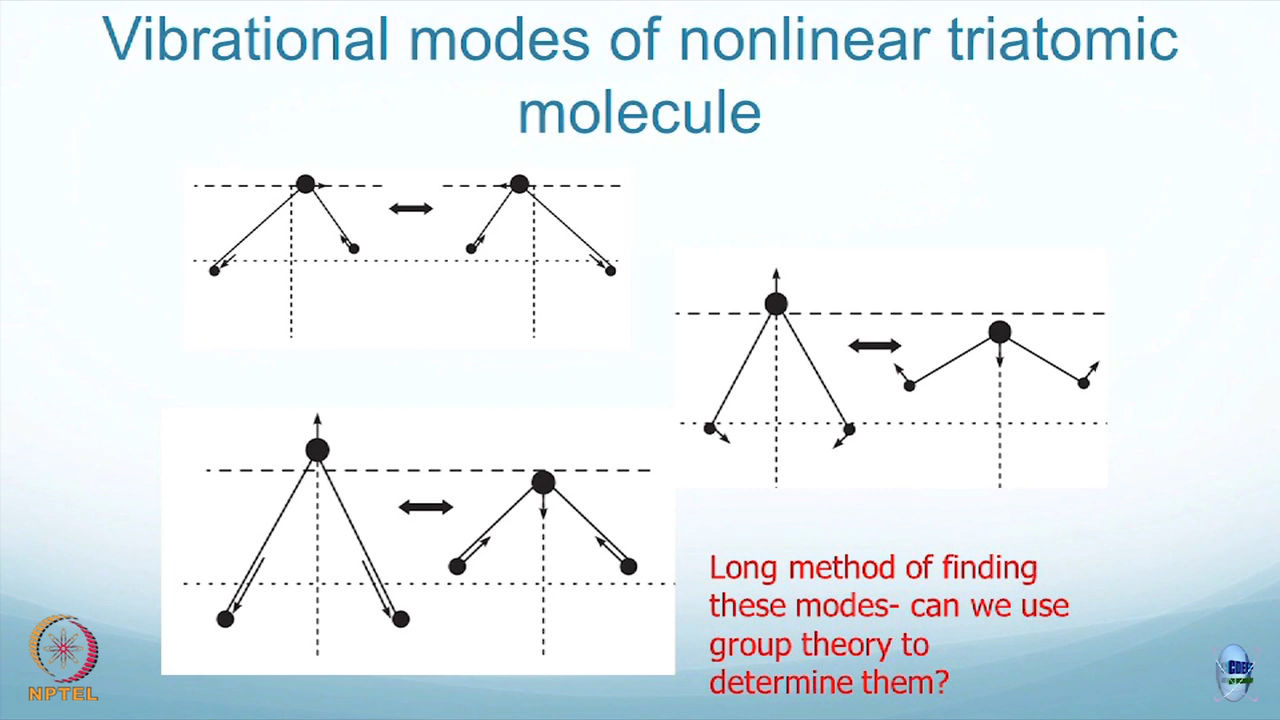 Vibrational modes of nonlinear triatomic
molecule
Long method of finding
these modes- can we use
group theory to
determine them?
NPTEL